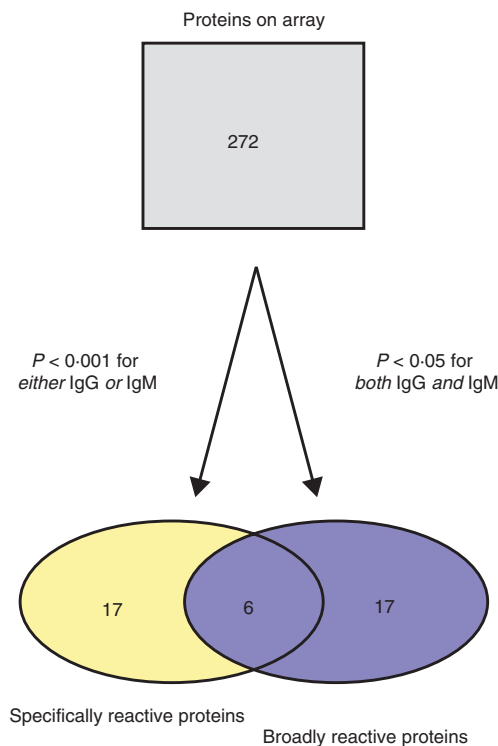 Proteins on array
272
P < 0·001 for
either IgG or IgM
P < 0·05 for
both IgG and IgM
17
6
17
Specifically reactive proteins
Broadly reactive proteins